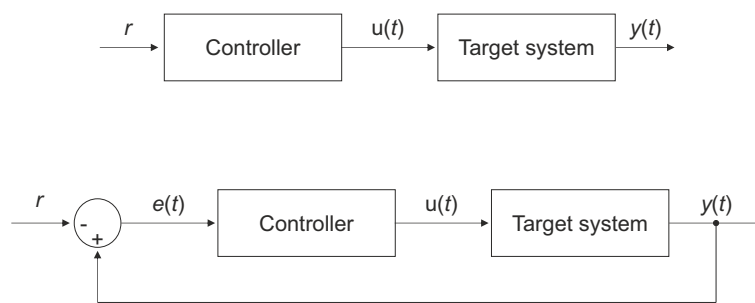 r Controller u(t) Target system y(t)
r - + e(t) Controller u(t) Target system y(t)